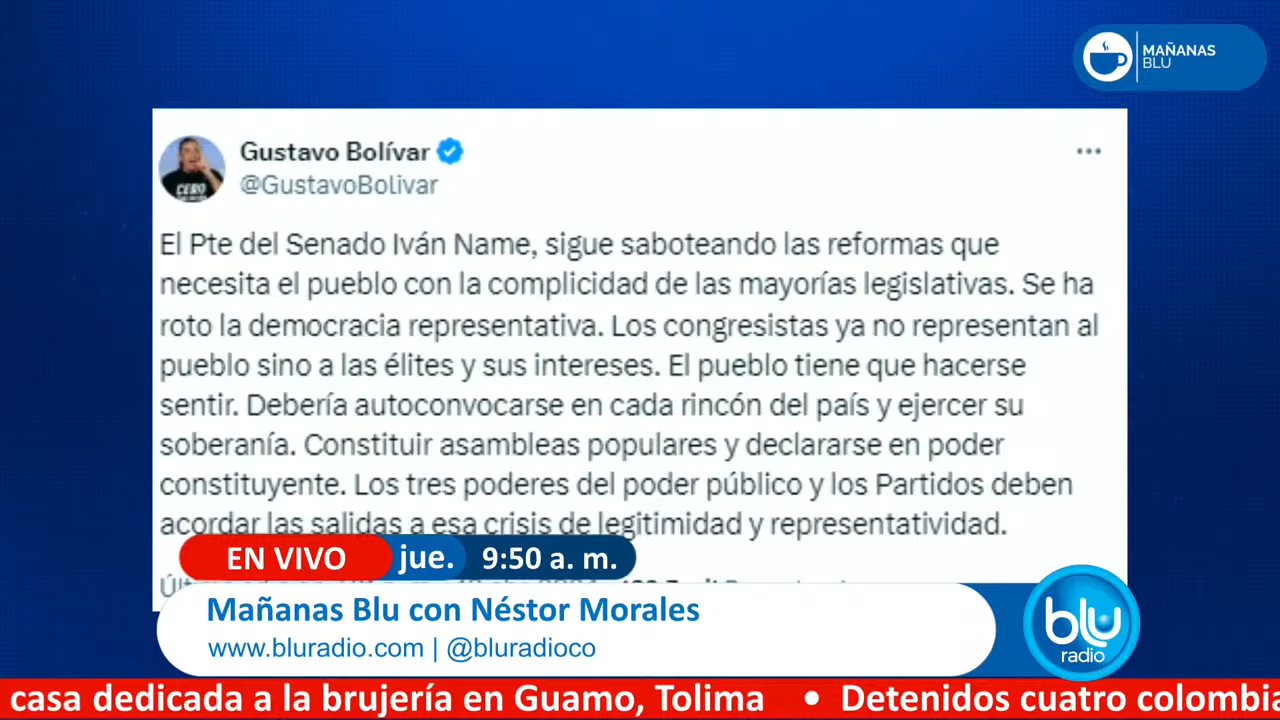 MAÑANAS
BLU
Gustavo Bolívar
@GustavoBolivar
CERO
El Pte del Senado Iván Name, sigue saboteando las reformas que
necesita el pueblo con la complicidad de las mayorías legislativas. Se ha
roto la democracia representativa. Los congresistas ya no representan al
pueblo sino a las élites y sus intereses. El pueblo tiene que hacerse
sentir. Debería autoconvocarse en cada rincón del país y ejercer su
soberanía. Constituir asambleas populares y declararse en poder
constituyente. Los tres poderes del poder público y los Partidos deben
acordar las salidas a esa crisis de legitimidad y representatividad.
EN VIVO jue. 9:50 a. m.
Mañanas Blu con Néstor Morales
www.bluradio.com | @bluradioco
blu
radio
casa dedicada a la brujería en Guamo, Tolima • Detenidos cuatro colombia